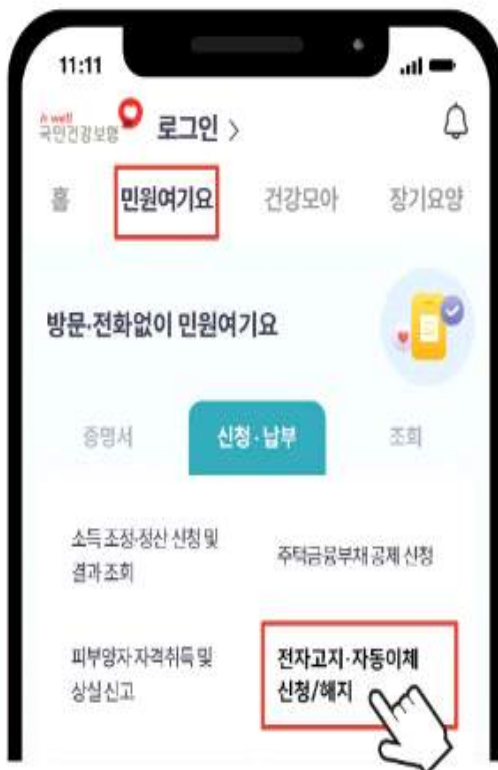 11:11
h·well
국민건강보험
로그인 >
홀 민원여기요 건강모아 장기요양
방문·전화없이 민원여기요
증명서 신청·납부 조회
소득 조정·정산 신청 및
결과 조회
주택금융부채 공제 신청
피부양자 자격취득 및
상실 신고
전자고지·자동이체
신청/해지